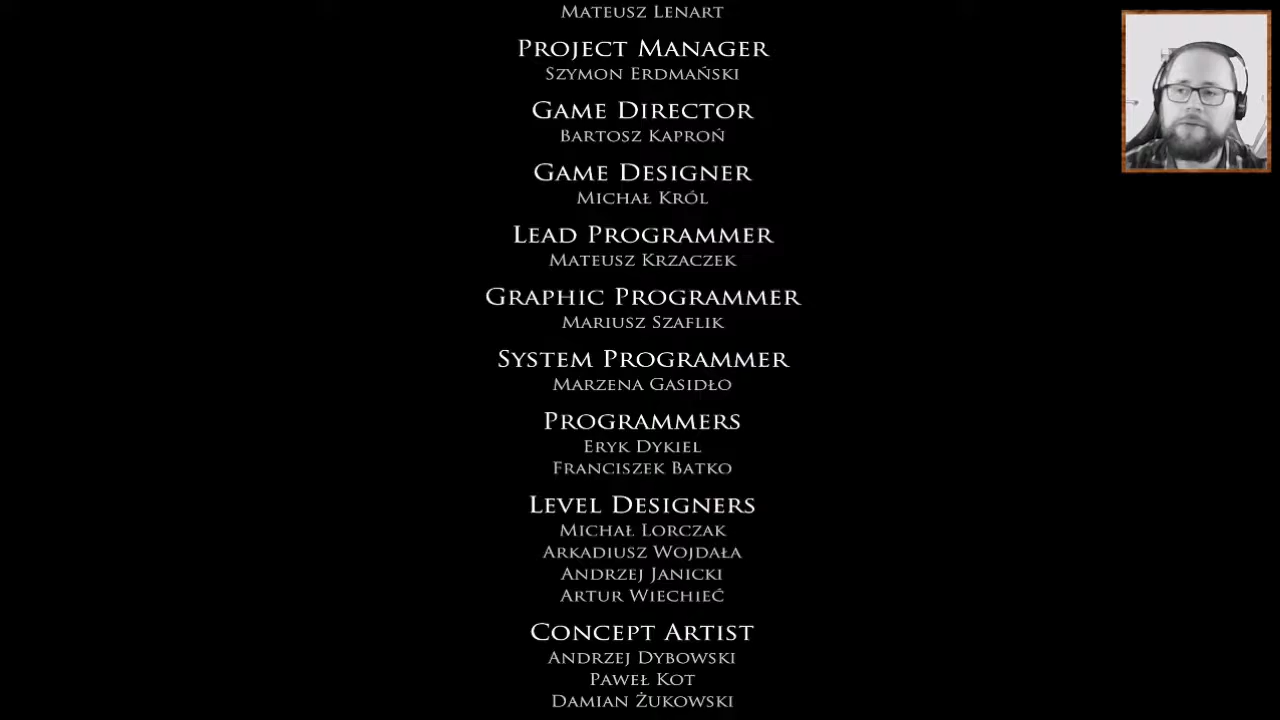 Mateusz Lenart
Project Manager
Szymon Erdmański
Game Director
Bartosz Kaproń
Game Designer
Michał Król
Lead Programmer
Mateusz Krzaczek
Graphic Programmer
Mariusz Szaflik
System Programmer
Marzena Gasidło
Programmers
Eryk Dykiel
Franciszek Batko
Level Designers
Michał Lorczak
Arkadiusz Wojdała
Andrzej Janicki
Artur Wiechieć
Concept Artist
Andrzej Dybowski
Paweł Kot
Damian Żukowski